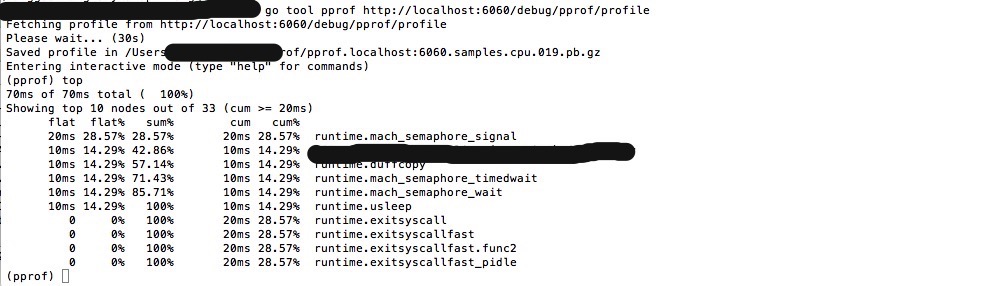 go tool pprof http://localhost:6060/debug/pprof/profile
Fetching profile from http://localhost:6060/debug/pprof/profile
Please wait... (30s)
Saved profile in /Users of/pprof.localhost:6060.samples.cpu.019.pb.gz
Entering interactive mode (type "help" for commands)
(pprof) top
70ms of 70ms total (  100%)
Showing top 10 nodes out of 33 (cum >= 20ms)
flat  flat%   sum%        cum   cum%
20ms 28.57% 28.57%       20ms 28.57%  runtime.mach_semaphore_signal
10ms 14.29% 42.86%       10ms 14.29%
10ms 14.29% 57.14%       10ms 14.29%  runtime.duffcopy
10ms 14.29% 71.43%       10ms 14.29%  runtime.mach_semaphore_timedwait
10ms 14.29% 85.71%       10ms 14.29%  runtime.mach_semaphore_wait
10ms 14.29%   100%       10ms 14.29%  runtime.usleep
0     0%   100%       20ms 28.57%  runtime.exitsyscall
0     0%   100%       20ms 28.57%  runtime.exitsyscallfast
0     0%   100%       20ms 28.57%  runtime.exitsyscallfast.func2
0     0%   100%       20ms 28.57%  runtime.exitsyscallfast_pidle
(pprof)